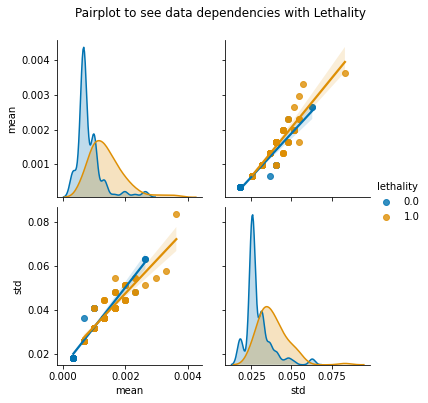 Pairplot to see data dependencies with Lethality
0.004
0.003
0.002
0.001
mean
lethality
0.0
1.0
0.08
0.06
0.04
0.02
std
0.000 0.002 0.004
mean
0.025 0.050 0.075
std